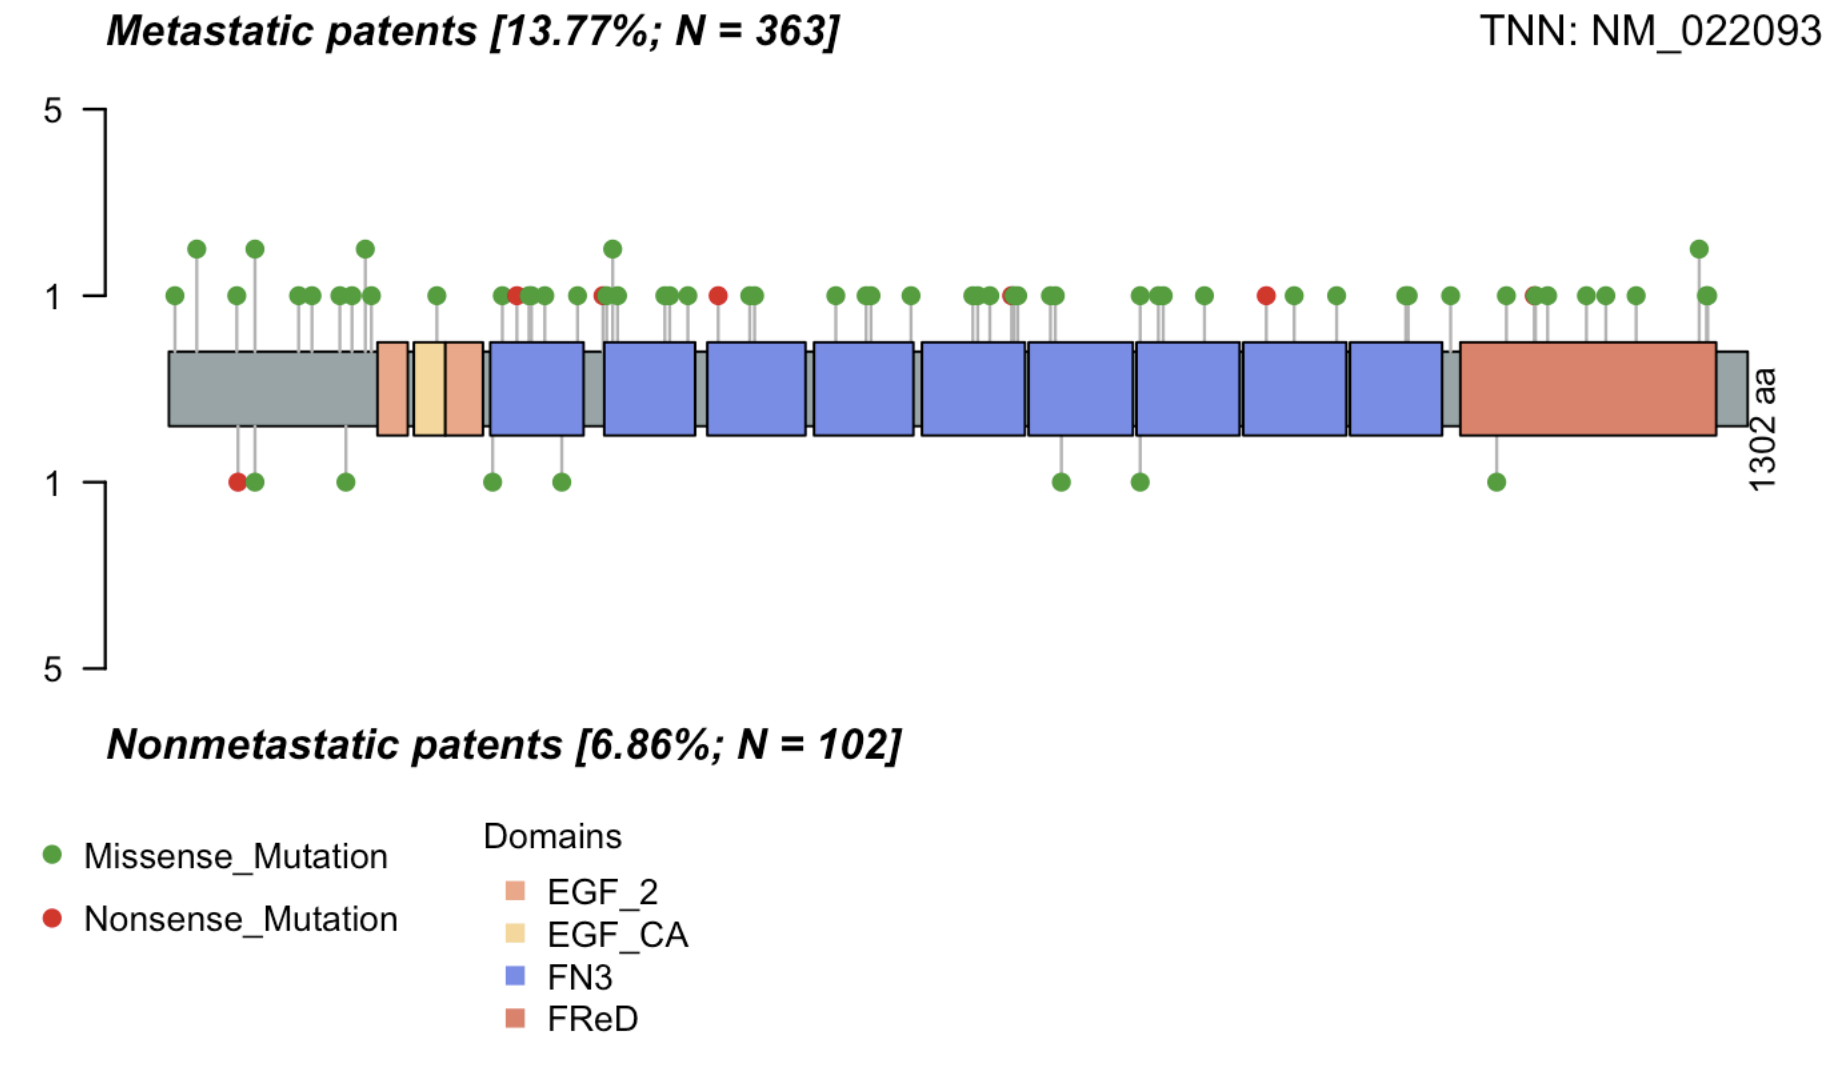 Metastatic patents [13.77%; N = 363]
TNN: NM_022093
5
1
1
5
1302 aa
Nonmetastatic patents [6.86%; N = 102]
Missense_Mutation
Nonsense_Mutation
Domains
EGF_2
EGF_CA
FN3
FReD